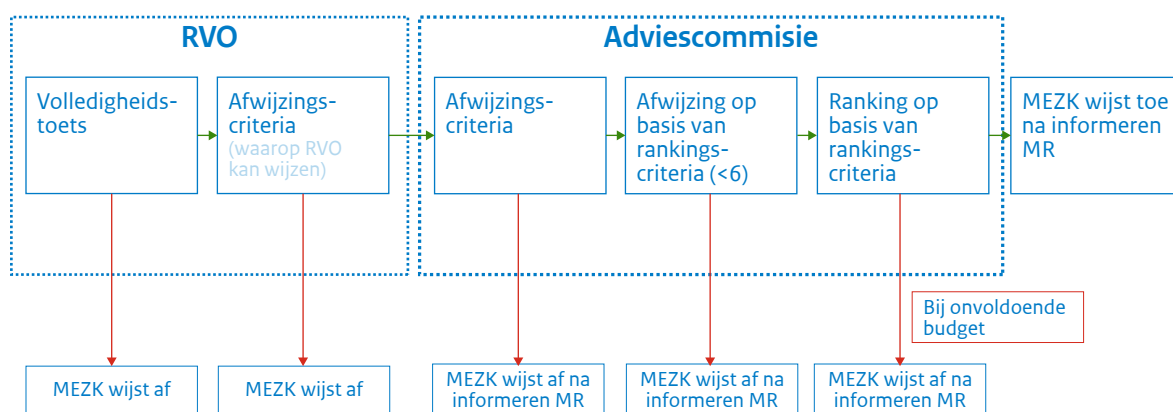 RVO
Adviescommisie
Volledigheids-
toets
Afwijzings-
criteria
(waarop RVO
kan wijzen)
Afwijzings-
criteria
Afwijzing op
basis van
rankings-
criteria (<6)
Ranking op
basis van
rankings-
criteria
MEZK wijst toe
na informeren
MR
Bij onvoldoende
budget
MEZK wijst af
MEZK wijst af
MEZK wijst af na
informeren MR
MEZK wijst af na
informeren MR
MEZK wijst af na
informeren MR